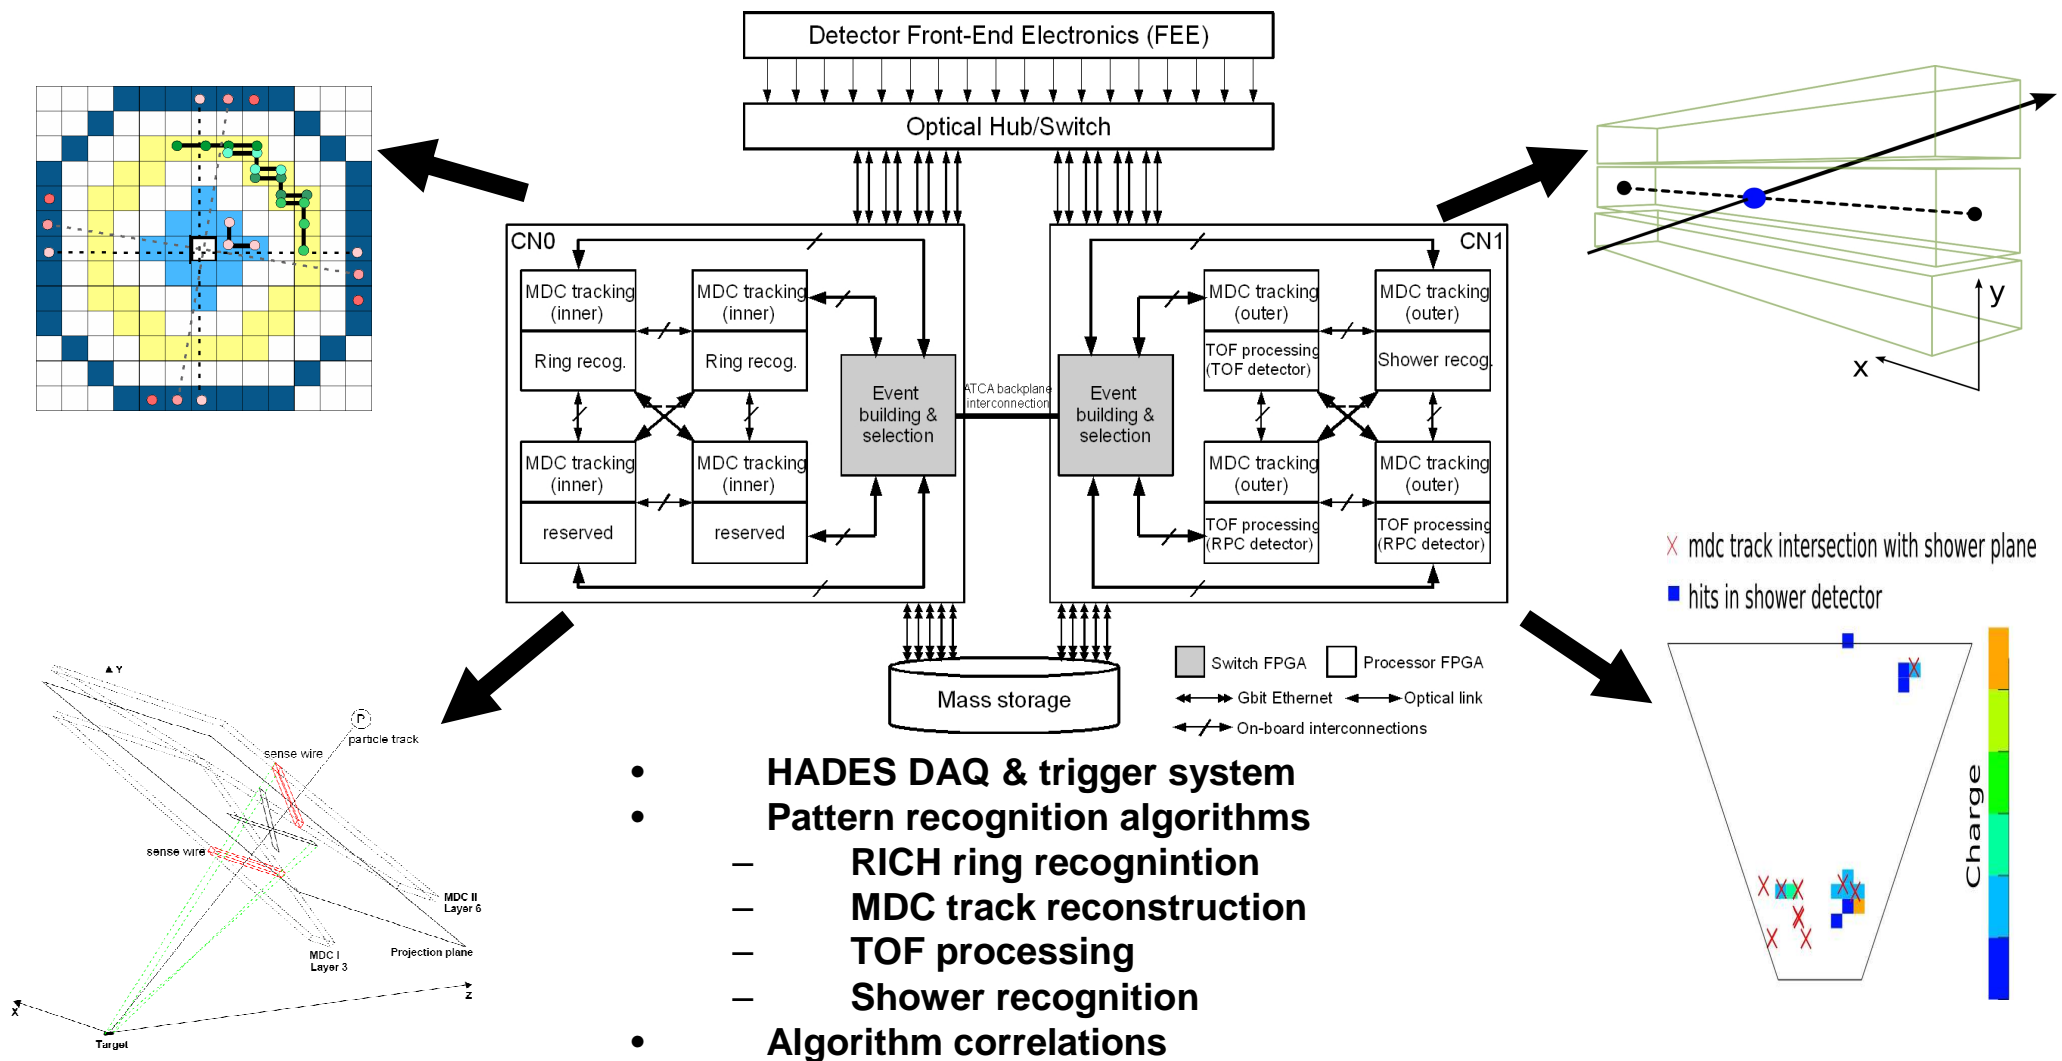 Detector Front-End Electronics (FEE)
Optical Hub/Switch
CN0
MDC tracking
(inner)
Ring recog.
MDC tracking
(inner)
Ring recog.
MDC tracking
(inner)
reserved
MDC tracking
(inner)
reserved
Event
building &
selection
ATCA backplane
interconnection
CN1
Event
building &
selection
MDC tracking
(outer)
TOF processing
(TOF detector)
MDC tracking
(outer)
Shower recog.
MDC tracking
(outer)
TOF processing
(RPC detector)
MDC tracking
(outer)
TOF processing
(RPC detector)
Mass storage
Switch FPGA
Processor FPGA
Gbit Ethernet
Optical link
On-board interconnections
y
x
mdc track intersection with shower plane
hits in shower detector
Charge
Y
P
particle track
sense wire
sense wire
MDC II
Layer 6
Projection plane
MDC I
Layer 3
Z
X
Target
• HADES DAQ & trigger system
• Pattern recognition algorithms
– RICH ring recognintion
– MDC track reconstruction
– TOF processing
– Shower recognition
• Algorithm correlations